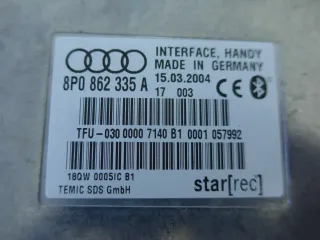 INTERFACE, HANDY
MADE IN GERMANY
8P0 862 335 A
15.03.2004
17 003
CE
TFU-030 0000 7140 B1 0001 057992
18QW 0005IC B1
TEMIC SDS GmbH
star[rec]